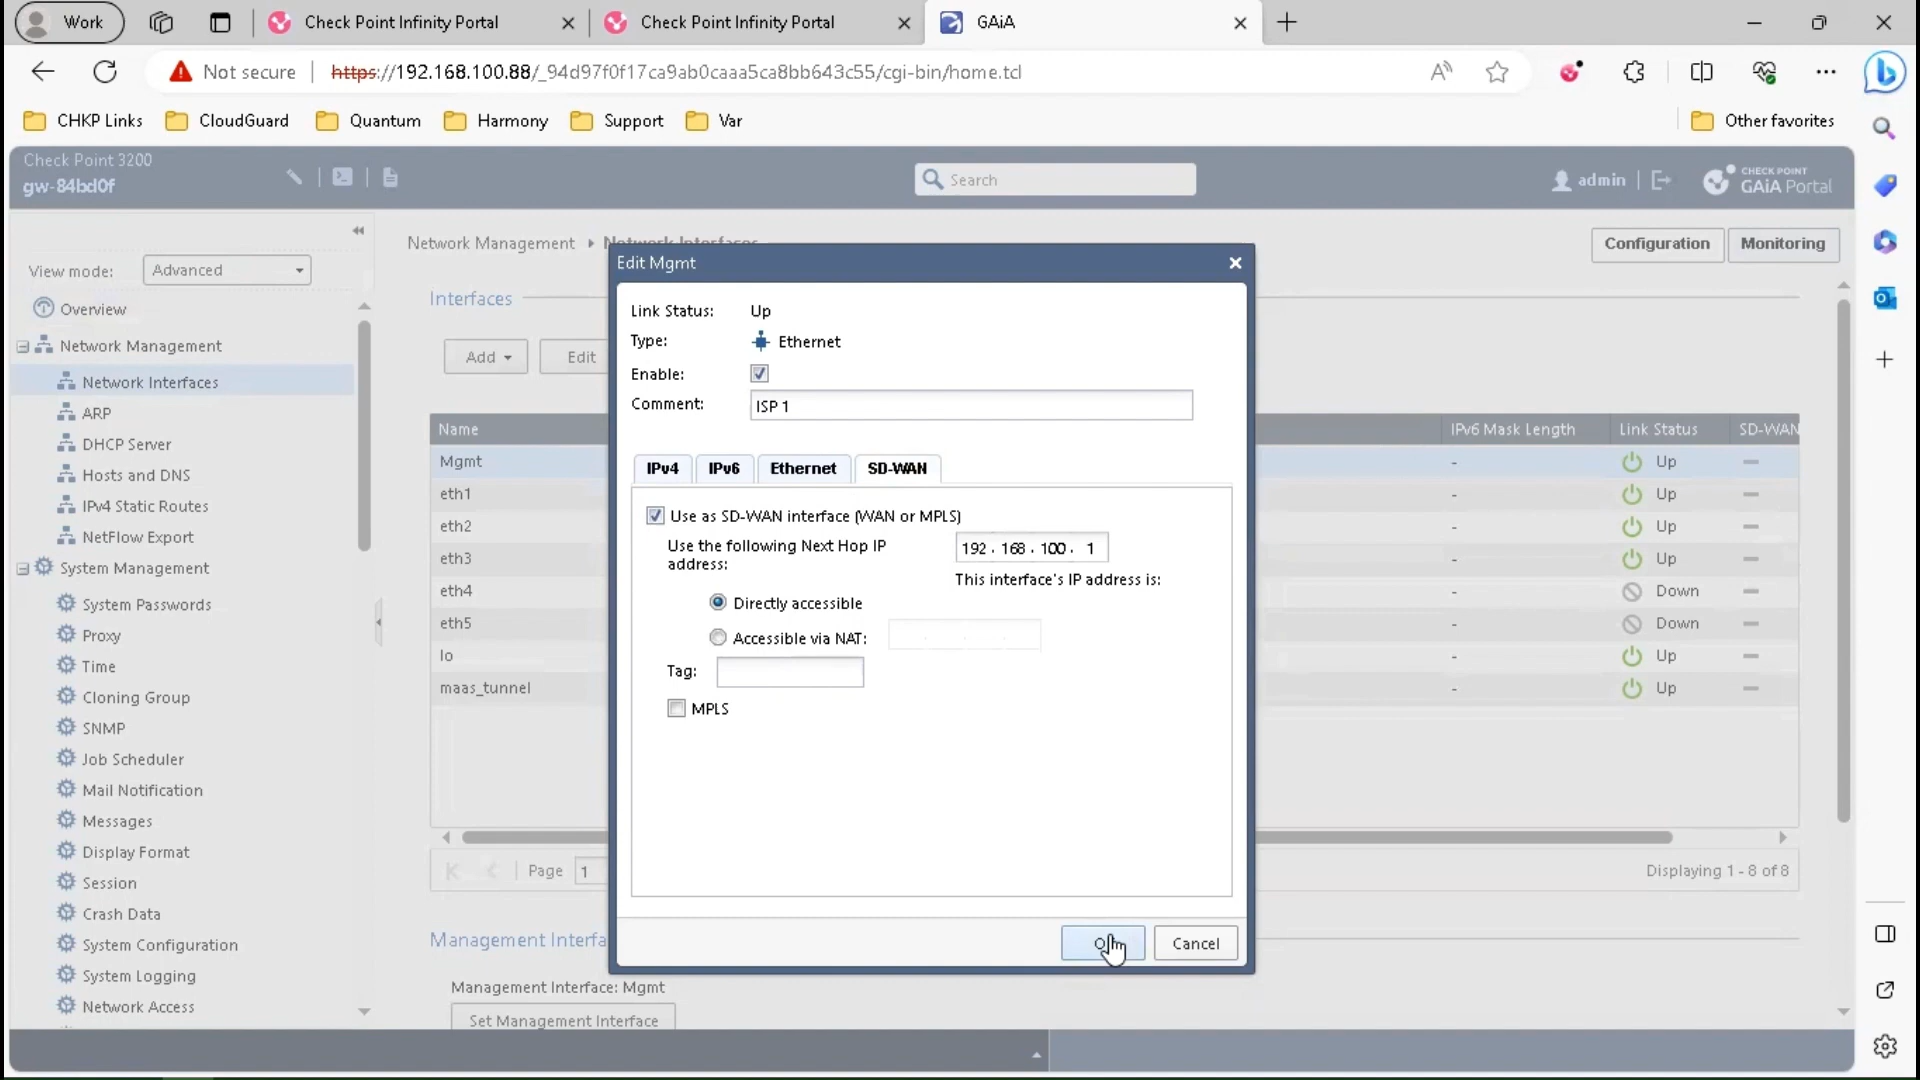 Work
Check Point Infinity Portal
Check Point Infinity Portal
GAiA
Not secure
https://192.168.100.88/_94d97f0f17ca9ab0caaa5ca8bb643c55/cgi-bin/home.tcl
CHKP Links
CloudGuard
Quantum
Harmony
Support
Var
Other favorites
Check Point 3200
gw-84bd0f
Search
admin
CHECK POINT
GAiA Portal
View mode:
Advanced
Overview
Network Management
Network Interfaces
ARP
DHCP Server
Hosts and DNS
IPv4 Static Routes
NetFlow Export
System Management
System Passwords
Proxy
Time
Cloning Group
SNMP
Job Scheduler
Mail Notification
Messages
Display Format
Session
Crash Data
System Configuration
System Logging
Network Access
Network Management
Network Interfaces
Configuration
Monitoring
Interfaces
Add
Edit
Name
IPv6 Mask Length
Link Status
SD-WAN
Mgmt
-
Up
eth1
-
Up
eth2
-
Up
eth3
-
Up
eth4
-
Down
eth5
-
Down
lo
-
Up
maas_tunnel
-
Up
Page
1
Displaying 1 - 8 of 8
Management Interfa
Management Interface: Mgmt
Set Management Interface
Edit Mgmt
Link Status:
Up
Type:
Ethernet
Enable:
Comment:
ISP 1
IPv4
IPv6
Ethernet
SD-WAN
Use as SD-WAN interface (WAN or MPLS)
Use the following Next Hop IP
address:
192 . 168 . 100 . 1
This interface's IP address is:
Directly accessible
Accessible via NAT:
Tag:
MPLS
Cancel